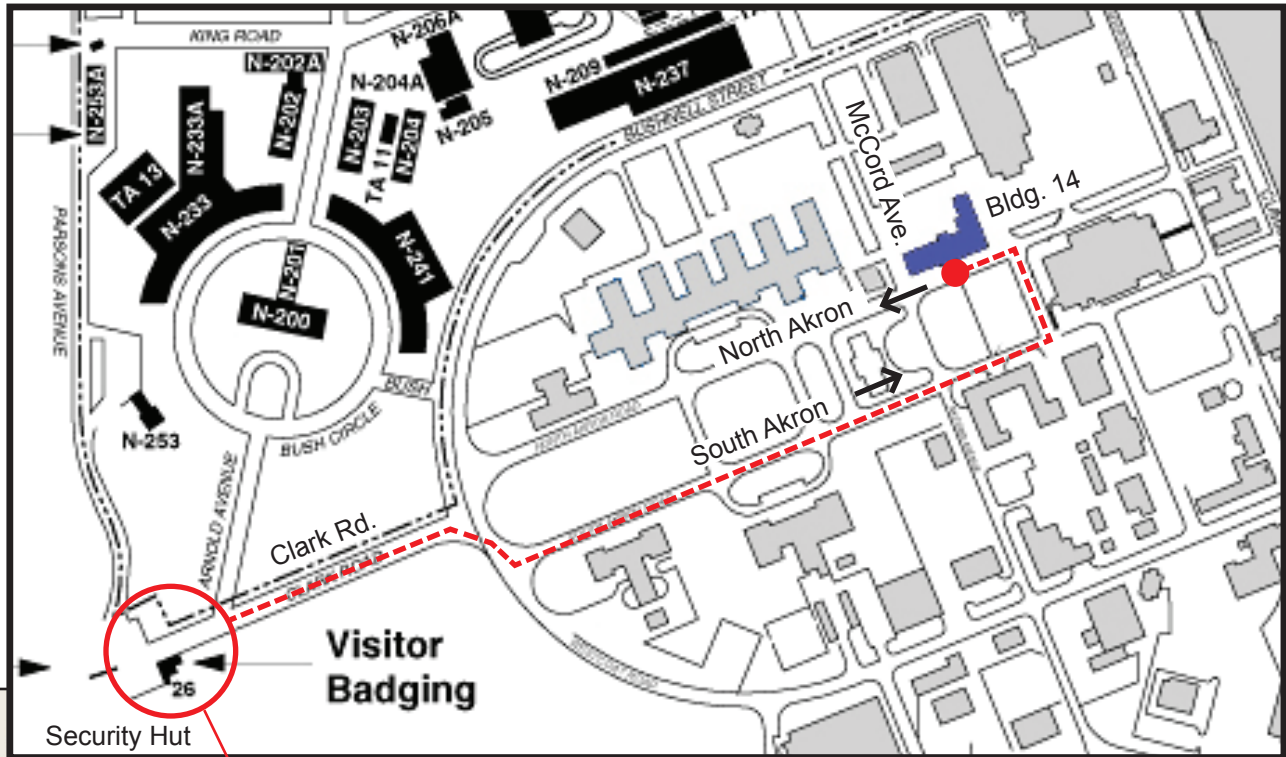 KING ROAD
N-206A
N-202A
N-204A
N-209
N-237
N-243A
N-233A
N-202
N-203
N-204
TA 11
N-205
BUSHNELL STREET
McCord Ave.
TA 13
N-233
Bldg. 14
PARSONS AVENUE
N-201
N-241
N-200
North Akron
BUSH
South Akron
N-253
BUSH CIRCLE
ARNOLD AVENUE
Clark Rd.
CLARK ROAD
Visitor
Badging
26
Security Hut